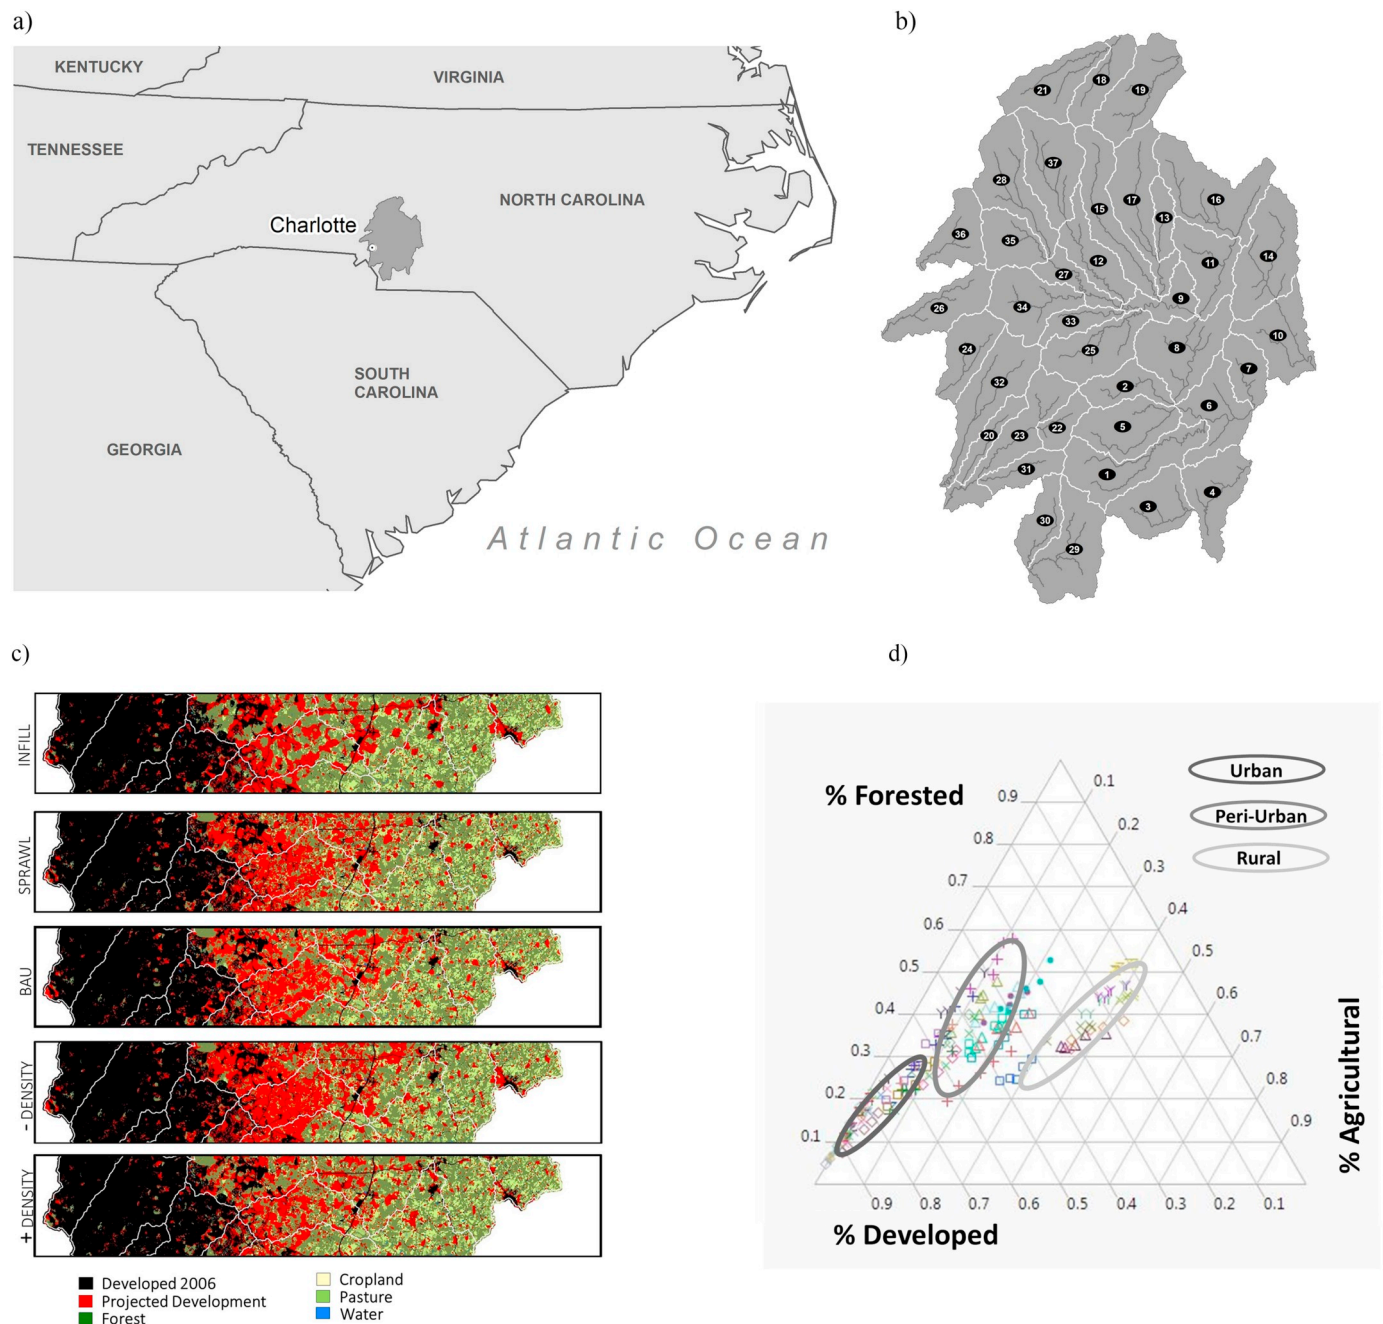 a)
KENTUCKY
VIRGINIA
TENNESSEE
NORTH CAROLINA
Charlotte
SOUTH
CAROLINA
GEORGIA
Atlantic Ocean
b)
18
21
19
37
28
17
16
15
13
36
35
14
12
11
27
9
26
34
33
10
8
24
25
7
32
2
6
5
22
20
23
31
1
4
3
30
29
c)
INFILL
SPRAWL
BAU
- DENSITY
+ DENSITY
Developed 2006
Projected Development
Forest
Cropland
Pasture
Water
d)
Urban
Peri-Urban
Rural
% Forested
0.9
0.8
0.7
0.6
0.5
0.4
0.3
0.2
0.1
0.1
0.2
0.3
0.4
0.5
0.6
0.7
0.8
0.9
% Agricultural
0.9 0.8 0.7 0.6 0.5 0.4 0.3 0.2 0.1
% Developed